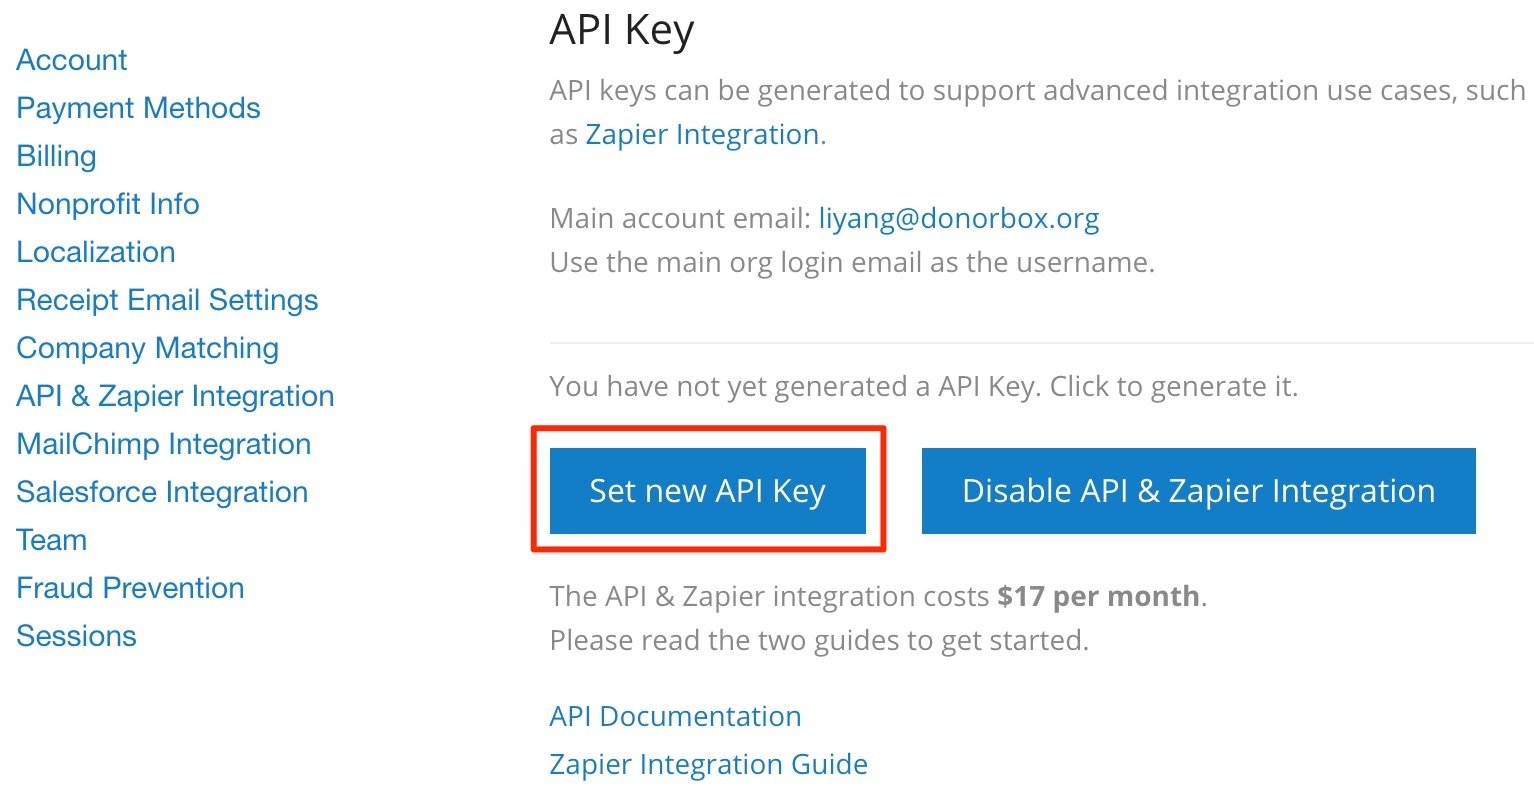 Account
Payment Methods
Billing
Nonprofit Info
Localization
Receipt Email Settings
Company Matching
API & Zapier Integration
MailChimp Integration
Salesforce Integration
Team
Fraud Prevention
Sessions
API Key
API keys can be generated to support advanced integration use cases, such
as Zapier Integration.
Main account email: liyang@donorbox.org
Use the main org login email as the username.
You have not yet generated a API Key. Click to generate it.
Set new API Key
Disable API & Zapier Integration
The API & Zapier integration costs $17 per month.
Please read the two guides to get started.
API Documentation
Zapier Integration Guide